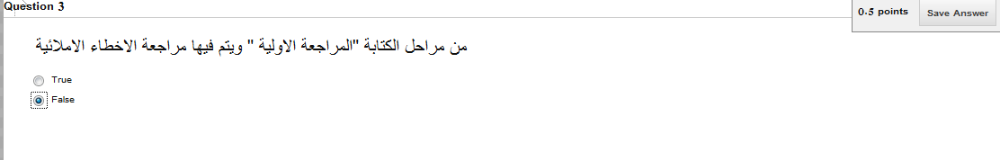 Question 3
0.5 points
Save Answer
من مراحل الكتابة "المراجعة الاولية " ويتم فيها مراجعة الاخطاء الاملائية
True
False